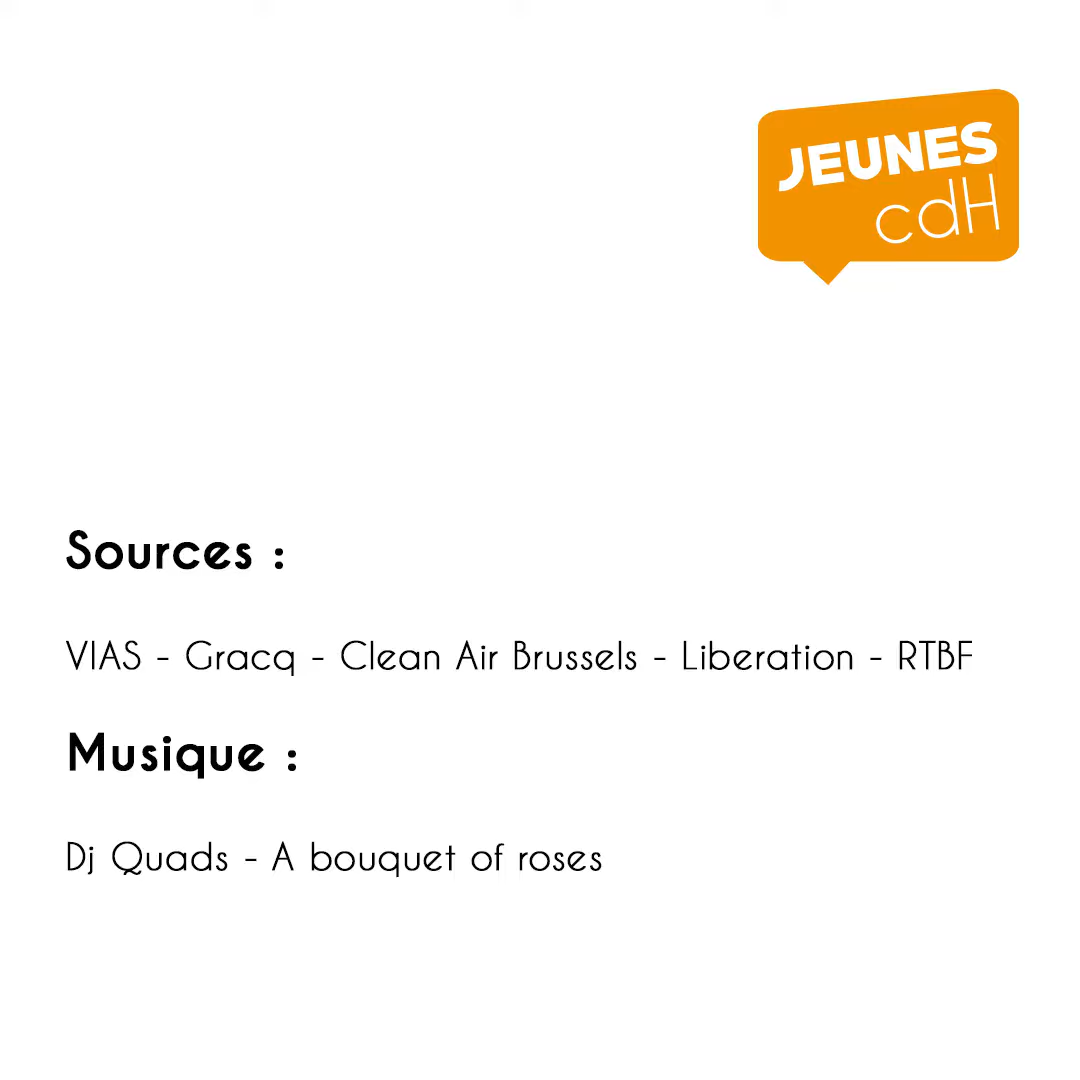 JEUNES
cdH
Sources :
VIAS - Gracq - Clean Air Brussels - Liberation - RTBF
Musique :
Dj Quads - A bouquet of roses